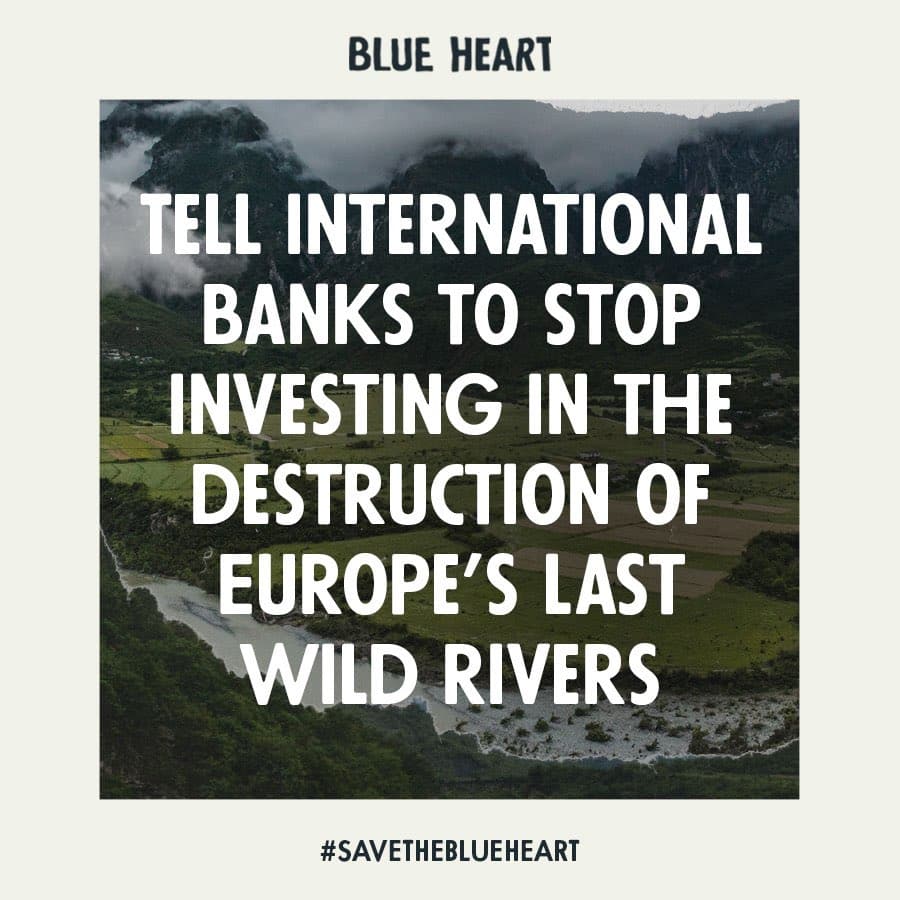 BLUE HEART
TELL INTERNATIONAL
BANKS TO STOP
INVESTING IN THE
DESTRUCTION OF
EUROPE'S LAST
WILD RIVERS
#SAVETHEBLUEHEART